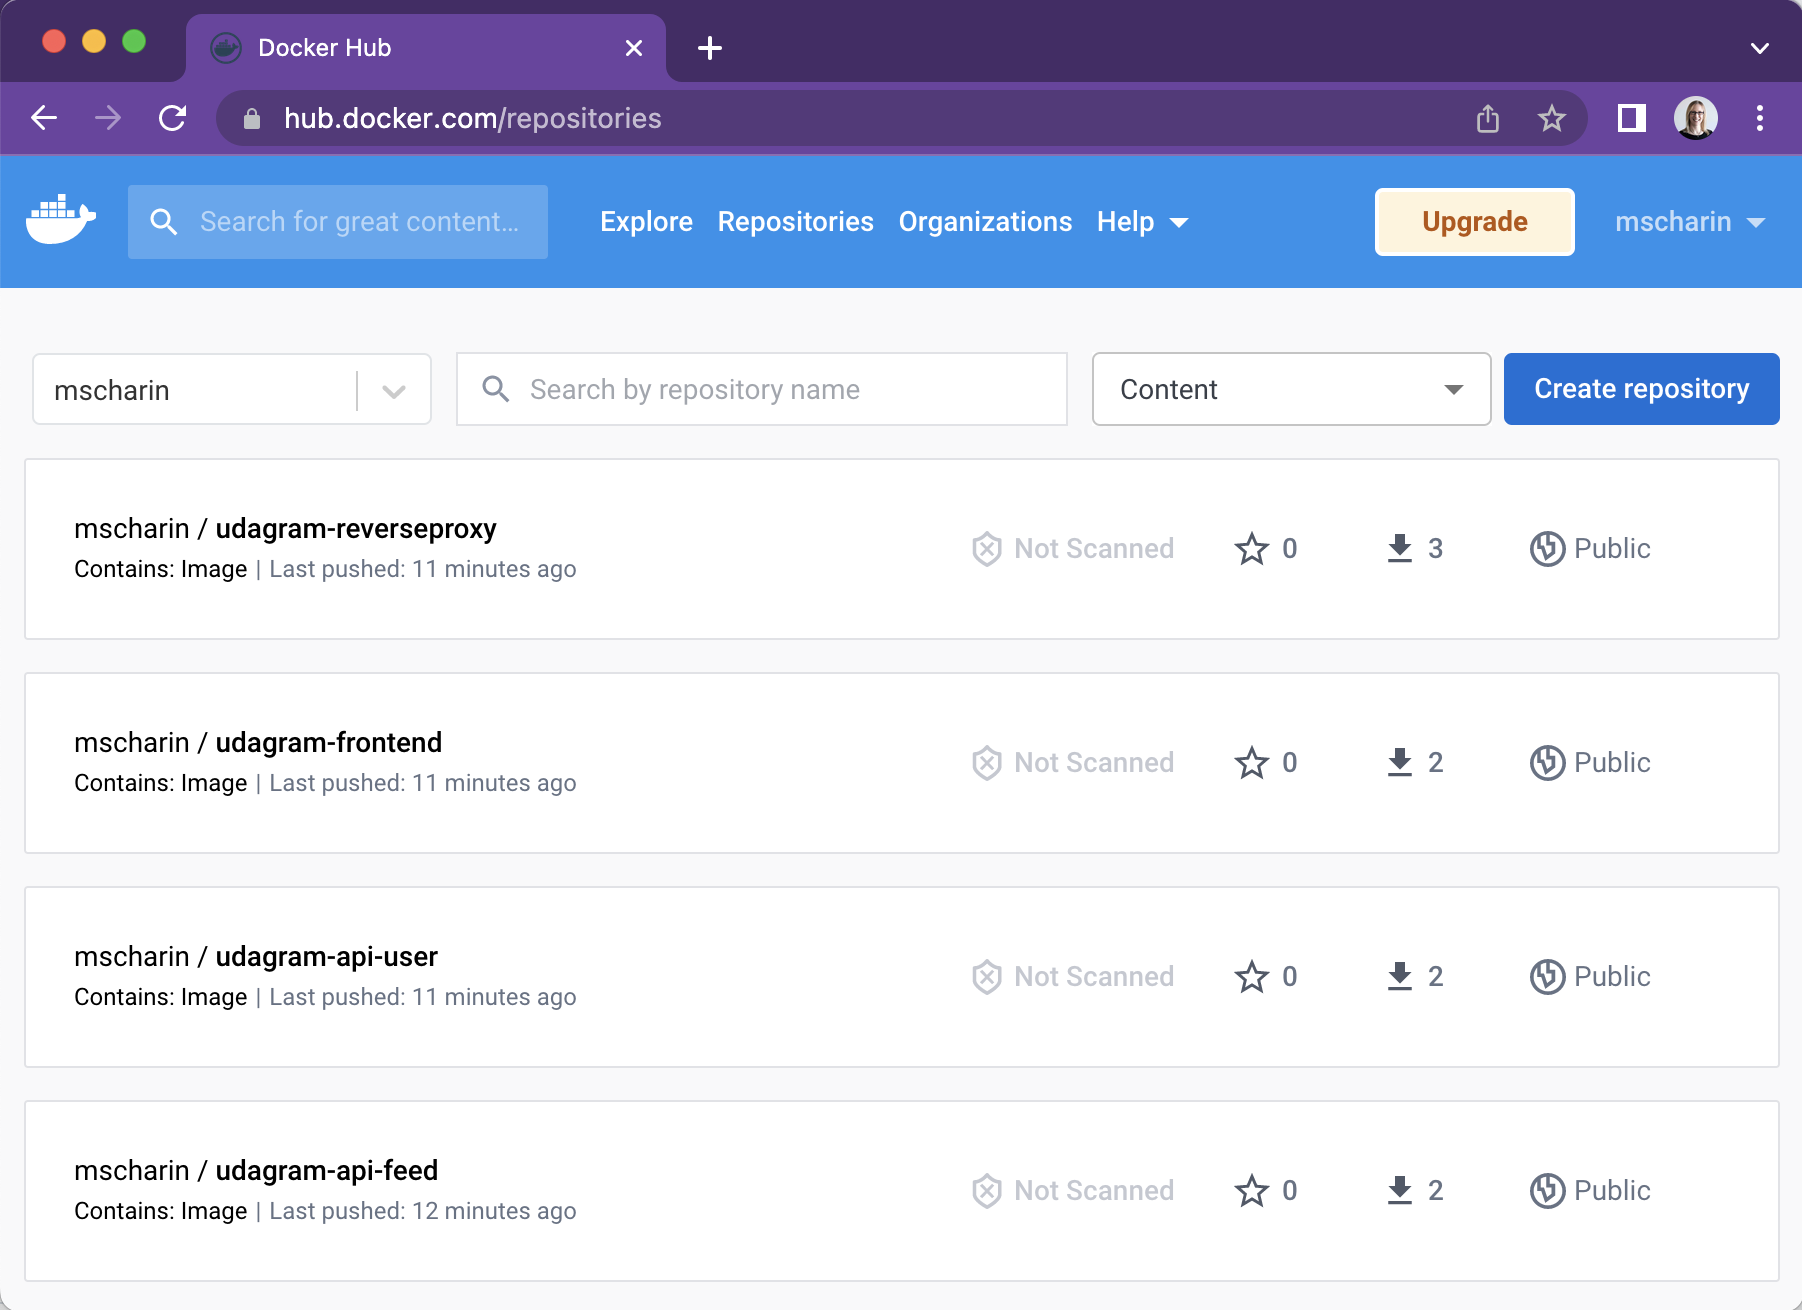 Docker Hub
hub.docker.com/repositories
Search for great content...
Explore Repositories Organizations Help
Upgrade
mscharin
mscharin
Search by repository name
Content
Create repository
mscharin / udagram-reverseproxy
Contains: Image | Last pushed: 11 minutes ago
Not Scanned
0
3
Public
mscharin / udagram-frontend
Contains: Image | Last pushed: 11 minutes ago
Not Scanned
0
2
Public
mscharin / udagram-api-user
Contains: Image | Last pushed: 11 minutes ago
Not Scanned
0
2
Public
mscharin / udagram-api-feed
Contains: Image | Last pushed: 12 minutes ago
Not Scanned
0
2
Public